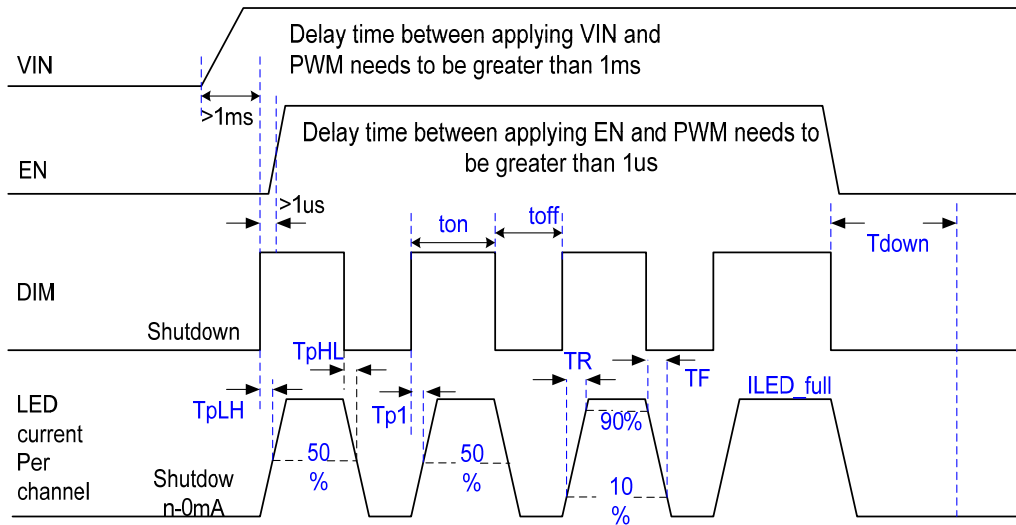 Delay time between applying VIN and
PWM needs to be greater than 1ms
VIN
>1ms
Delay time between applying EN and PWM needs to
be greater than 1us
EN
>1us
ton
toff
Tdown
DIM
Shutdown
TpHL
TR
TF
ILED_full
TpLH
Tp1
LED
current
Per
channel
90%
50
%
50
%
Shutdow
n-0mA
10
%